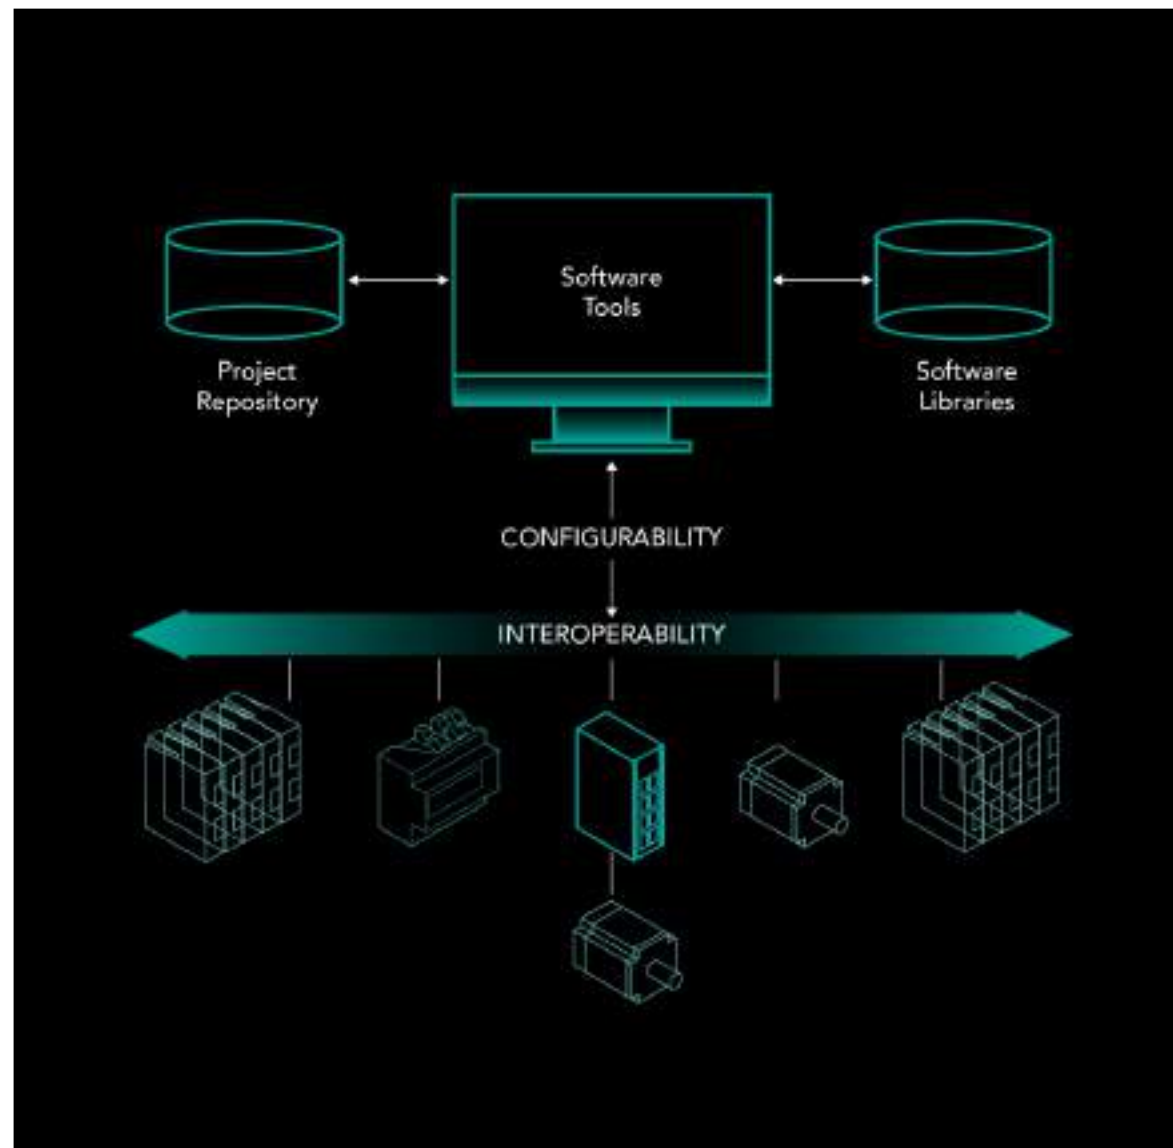 Software
Tools
Project
Repository
Software
Libraries
CONFIGURABILITY
INTEROPERABILITY